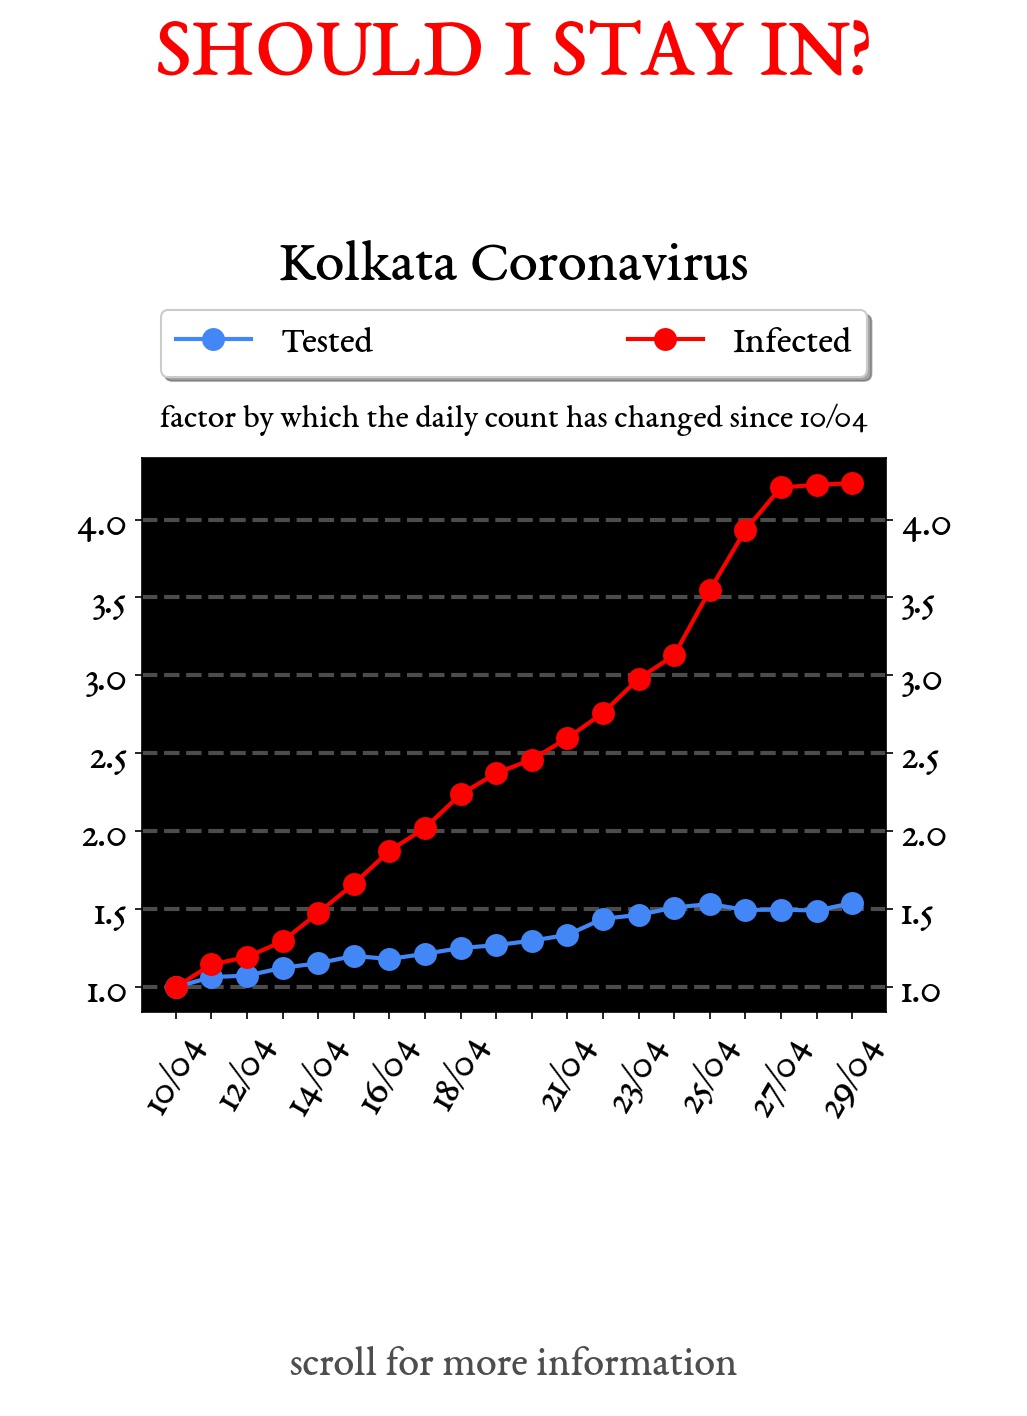 SHOULD I STAY IN?
Kolkata Coronavirus
Tested Infected
factor by which the daily count has changed since 10/04
4.0 4.0
3.5 3.5
3.0 3.0
2.5 2.5
2.0 2.0
1.5 1.5
1.0 1.0
10/04 12/04 14/04 16/04 18/04 21/04 23/04 25/04 27/04 29/04
scroll for more information